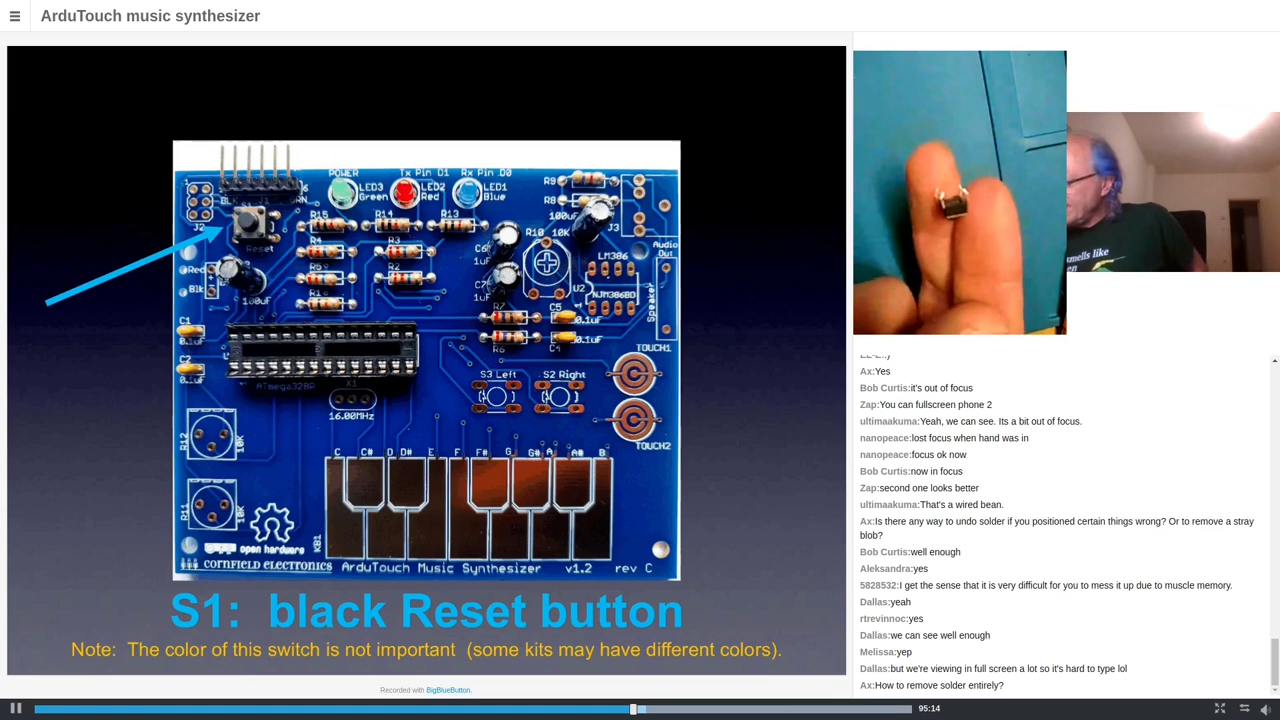 ArduTouch music synthesizer
POWER
Tx Pin D1
Rx Pin D0
LED3
Green
LED2
Red
LED1
Blue
R9
R8
100uF
J3
J2
J1
Reset
R15
R14
R13
R4
R3
R5
R2
R1
R10 10K
C6
1uF
C7
1uF
LM386
NJM386BD
U2
Audio
Out
Speaker
Red
Blk
100uF
C1
0.1uF
C2
0.1uF
R7
R6
C5
0.1uF
C4
0.1uF
TOUCH1
TOUCH2
ATmega328P
X1
16.00MHz
S3 Left
S2 Right
R12
10K
R11
10K
C C# D D# E F F# G G# A A# B
KB1
open hardware
CORNFIELD ELECTRONICS
ArduTouch Music Synthesizer v1.2 rev C
S1: black Reset button
Note: The color of this switch is not important (some kits may have different colors).
Recorded with BigBlueButton.
smells like
Ax:Yes
Bob Curtis:it's out of focus
Zap:You can fullscreen phone 2
ultimaakuma:Yeah, we can see. Its a bit out of focus.
nanopeace:lost focus when hand was in
nanopeace:focus ok now
Bob Curtis:now in focus
Zap:second one looks better
ultimaakuma:That's a wired bean.
Ax:Is there any way to undo solder if you positioned certain things wrong? Or to remove a stray
blob?
Bob Curtis:well enough
Aleksandra:yes
5828532:I get the sense that it is very difficult for you to mess it up due to muscle memory.
Dallas:yeah
rtrevinnoc:yes
Dallas:we can see well enough
Melissa:yep
Dallas:but we're viewing in full screen a lot so it's hard to type lol
Ax:How to remove solder entirely?
95:14